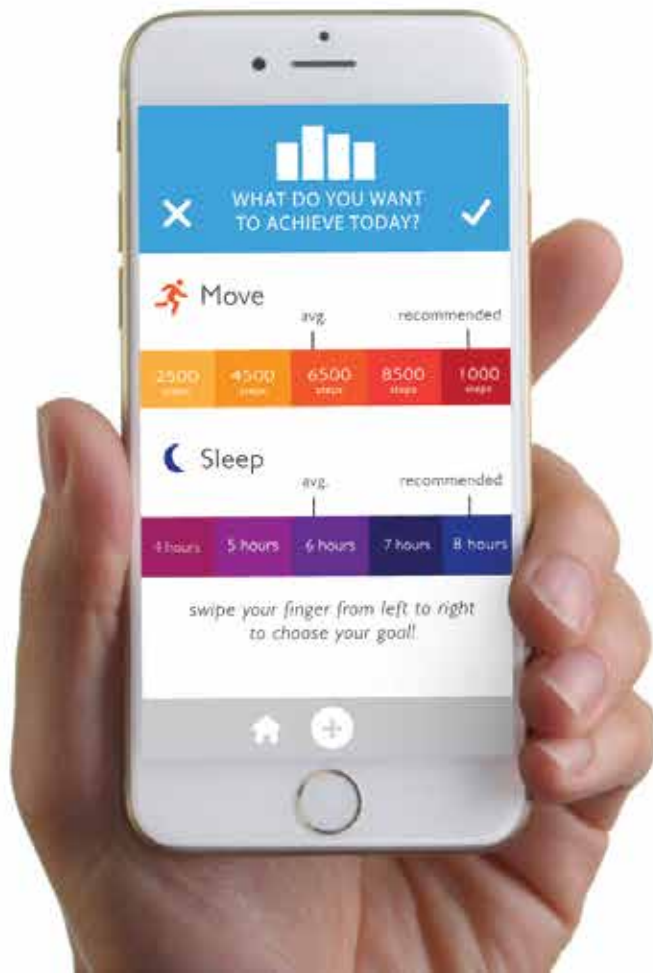 WHAT DO YOU WANT
TO ACHIEVE TODAY?
Move
avg. recommended
2500 4500 6500 8500 1000
steps steps steps steps steps
Sleep
avg. recommended
4 hours 5 hours 6 hours 7 hours 8 hours
swipe your finger from left to right
to choose your goal!